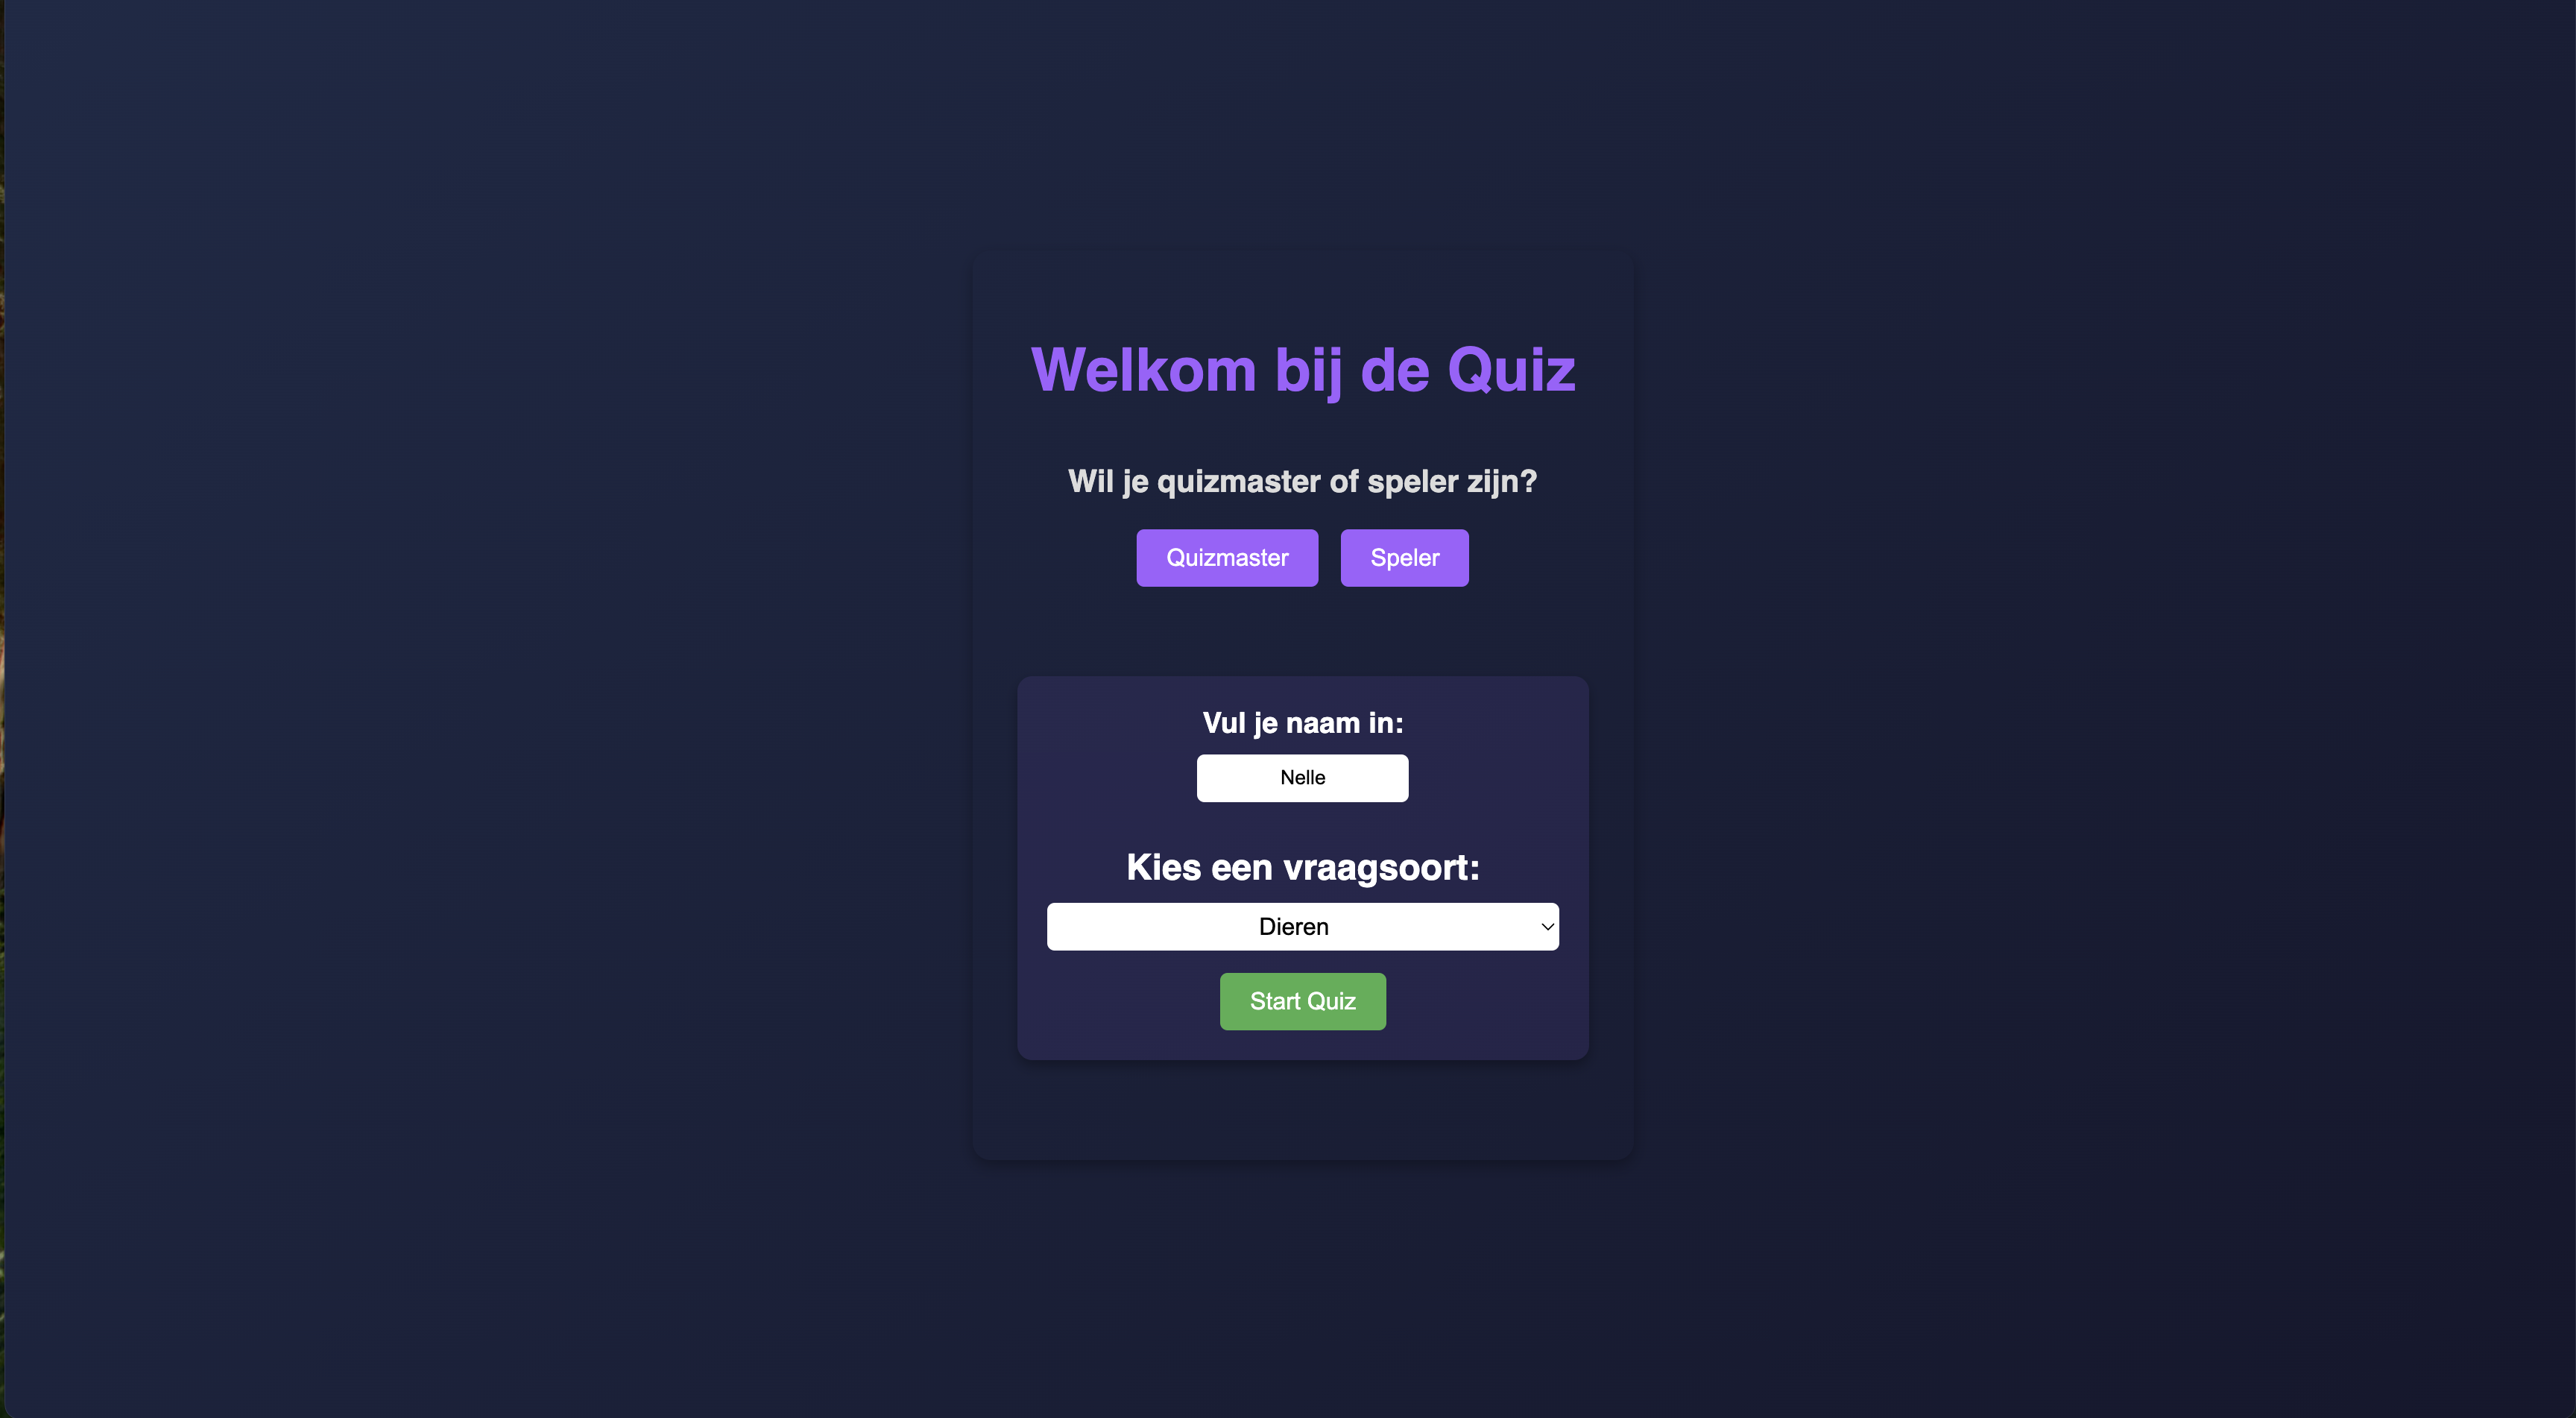 Welkom bij de Quiz
Wil je quizmaster of speler zijn?
Quizmaster Speler
Vul je naam in:
Nelle
Kies een vraagsoort:
Dieren
Start Quiz